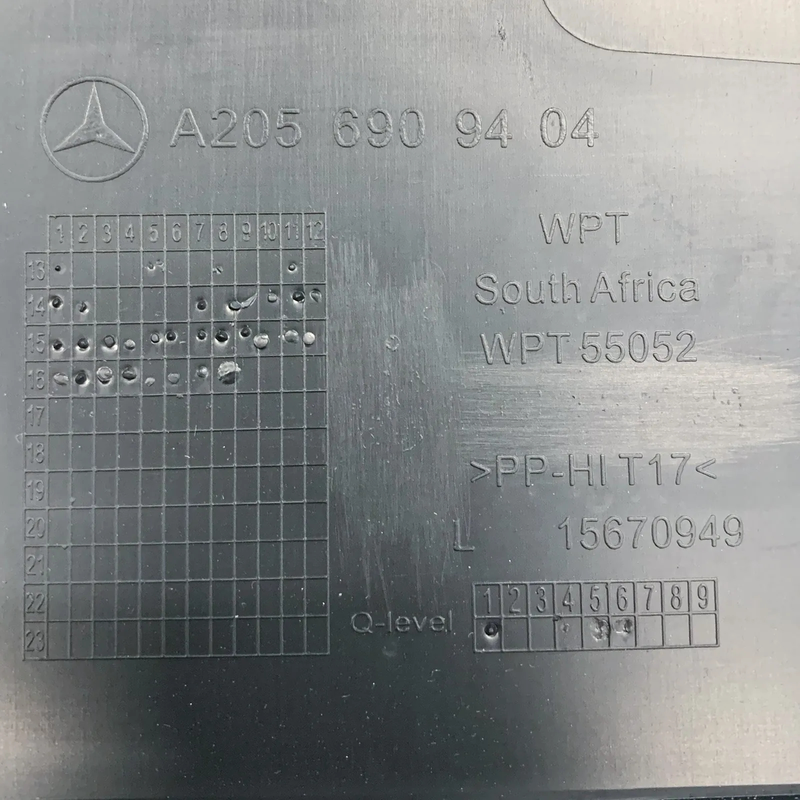 A205 690 94 04
1 2 3 4 5 6 7 8 9 10 11 12
13
14
15
16
17
18
19
20
21
22
23
WPT
South Africa
WPT 55052
>PP-HI T17<
L 15670949
Q-level 1 2 3 4 5 6 7 8 9